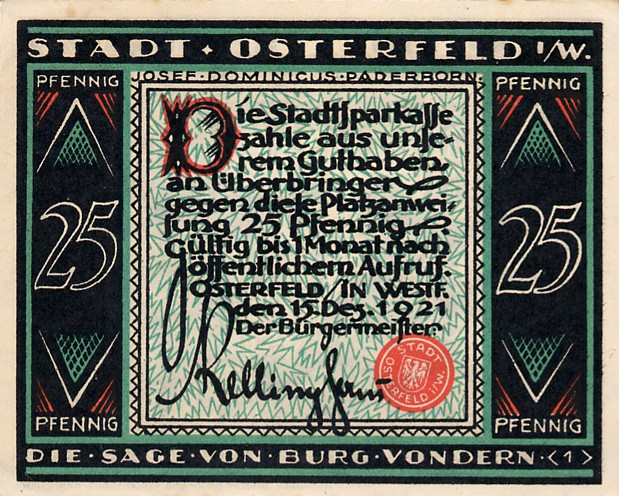 STADT · OSTERFELD I/W.
PFENNIG
PFENNIG
JOSEF · DOMINICUS · PADERBORN
Die Stadtsparkasse
zahle aus unse-
rem Guthaben,
an Überbringer
gegen diese Platzanwei-
sung 25 Pfennig
Gültig bis 1 Monat nach
öffentlichem Aufruf.
OSTERFELD / IN WESTF.
den 15. Dez. 1921
Der Bürgermeister
25
25
STADT
OSTERFELD I/W.
PFENNIG
PFENNIG
DIE · SAGE · VON · BURG · VONDERN · <1>